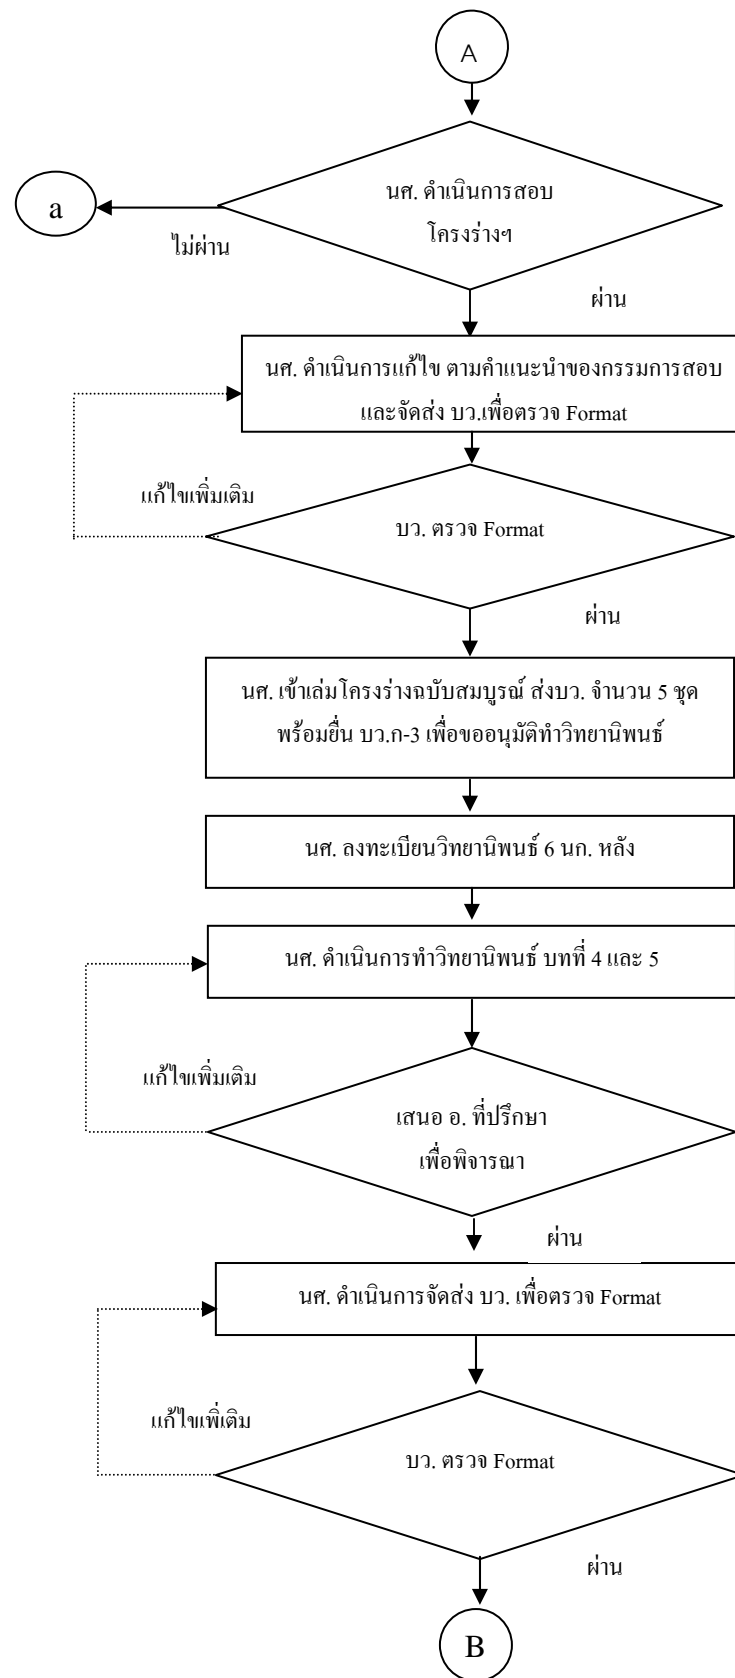 A
นศ. ดำเนินการสอบ
โครงร่างฯ
a
ไม่ผ่าน
ผ่าน
นศ. ดำเนินการแก้ไข ตามคำแนะนำของกรรมการสอบ
และจัดส่ง บว.เพื่อตรวจ Format
แก้ไขเพิ่มเติม
บว. ตรวจ Format
ผ่าน
นศ. เข้าเล่มโครงร่างฉบับสมบูรณ์ ส่งบว. จำนวน 5 ชุด
พร้อมยื่น บว.ก-3 เพื่อขออนุมัติทำวิทยานิพนธ์
นศ. ลงทะเบียนวิทยานิพนธ์ 6 นก. หลัง
นศ. ดำเนินการทำวิทยานิพนธ์ บทที่ 4 และ 5
แก้ไขเพิ่มเติม
เสนอ อ. ที่ปรึกษา
เพื่อพิจารณา
ผ่าน
นศ. ดำเนินการจัดส่ง บว. เพื่อตรวจ Format
แก้ไขเพิ่เติม
บว. ตรวจ Format
ผ่าน
B